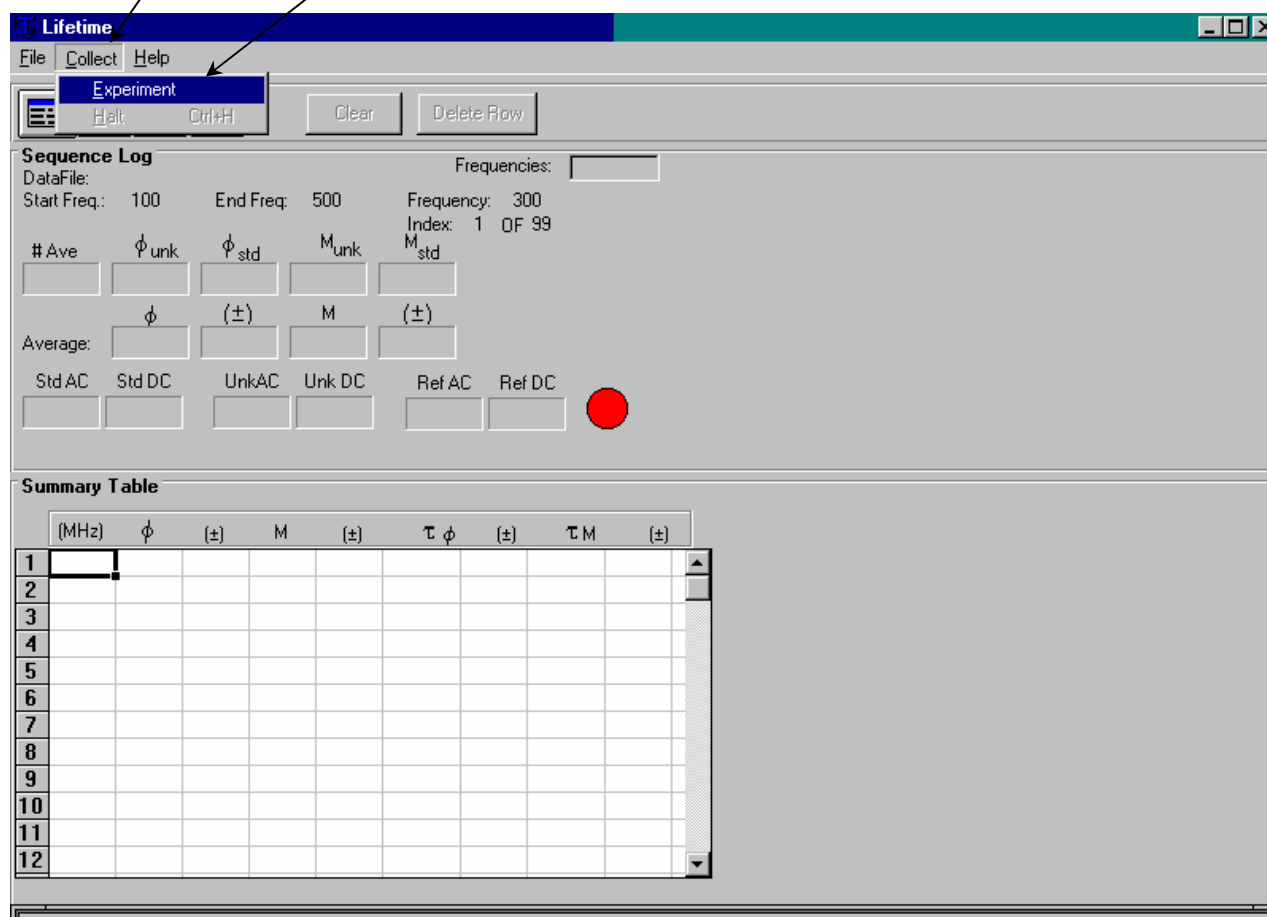 Lifetime
File Collect Help
Experiment
Halt Ctrl+H
Clear Delete Row
Sequence Log
Frequencies:
DataFile:
Start Freq.: 100 End Freq: 500 Frequency: 300
Index: 1 OF 99
# Ave ϕ unk ϕ std Munk Mstd
ϕ (±) M (±)
Average:
Std AC Std DC UnkAC Unk DC Ref AC Ref DC
Summary Table
(MHz) ϕ (±) M (±) τ ϕ (±) τ M (±)
1
2
3
4
5
6
7
8
9
10
11
12